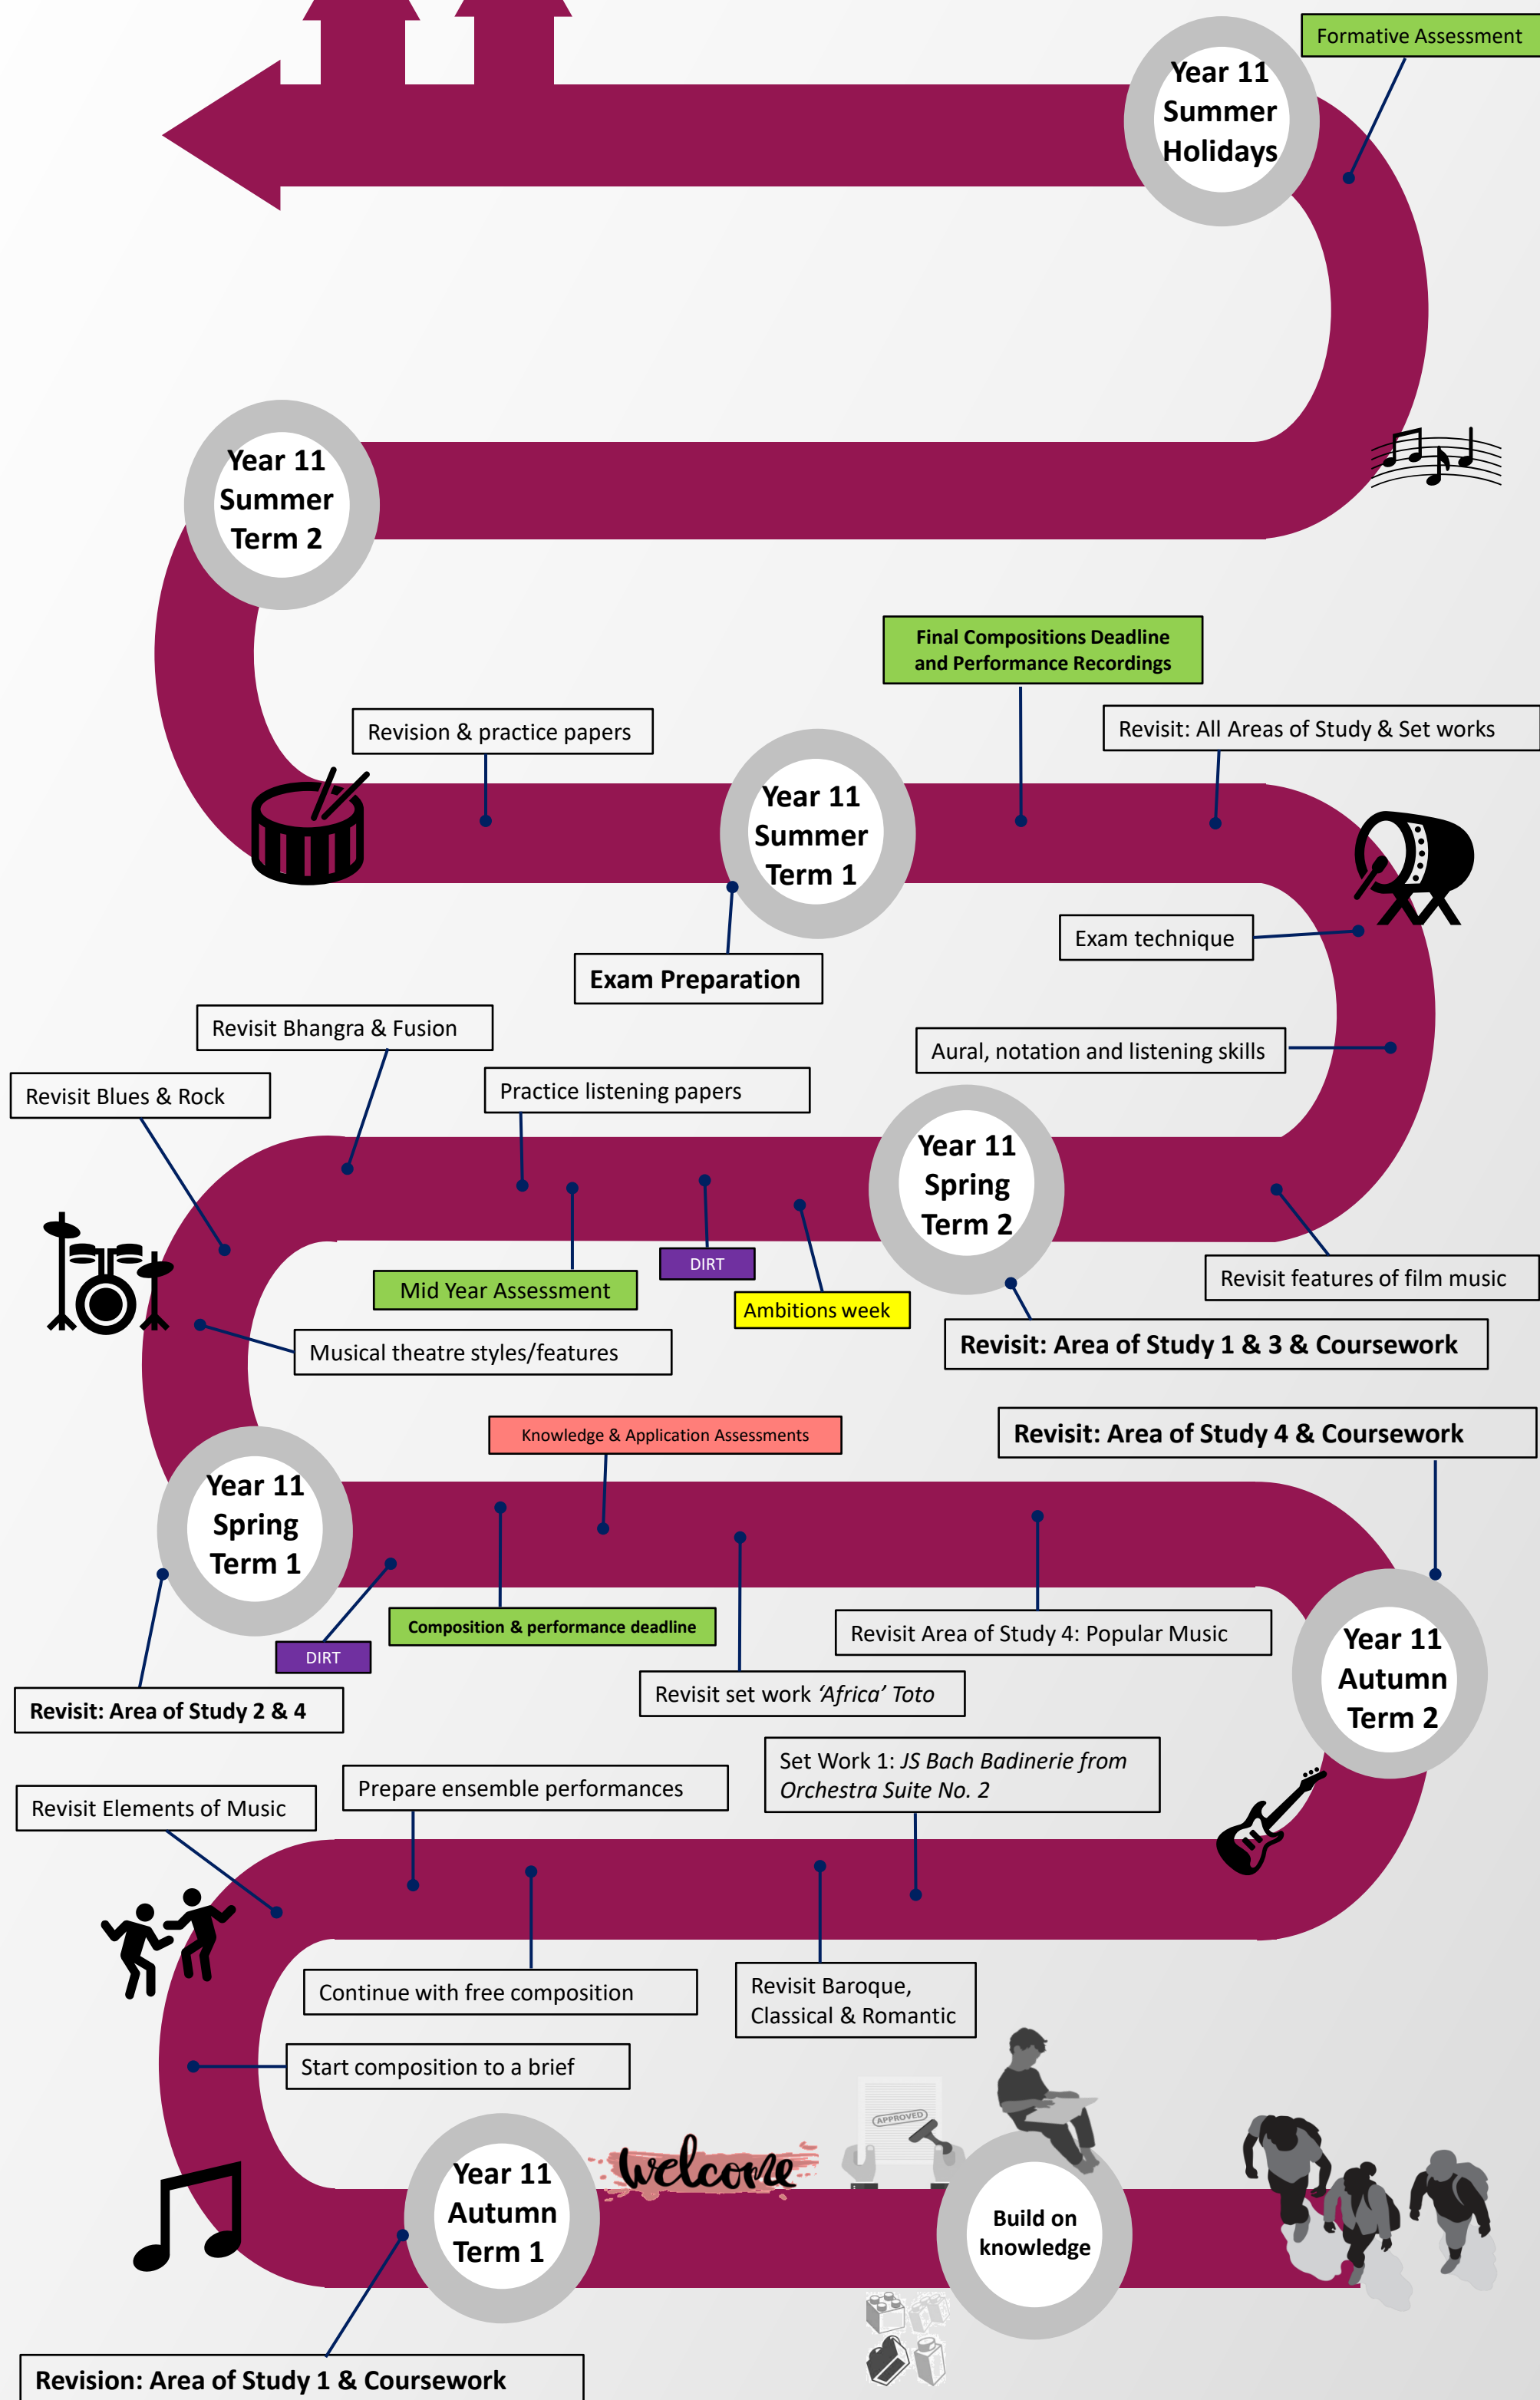 Formative Assessment
Year 11
Summer
Holidays
Year 11
Summer
Term 2
Final Compositions Deadline
and Performance Recordings
Revision & practice papers
Revisit: All Areas of Study & Set works
Year 11
Summer
Term 1
Exam technique
Exam Preparation
Revisit Bhangra & Fusion
Aural, notation and listening skills
Revisit Blues & Rock
Practice listening papers
Year 11
Spring
Term 2
DIRT
Mid Year Assessment
Revisit features of film music
Ambitions week
Musical theatre styles/features
Revisit: Area of Study 1 & 3 & Coursework
Knowledge & Application Assessments
Revisit: Area of Study 4 & Coursework
Year 11
Spring
Term 1
Composition & performance deadline
Revisit Area of Study 4: Popular Music
DIRT
Year 11
Autumn
Term 2
Revisit set work ‘Africa’ Toto
Revisit: Area of Study 2 & 4
Set Work 1: JS Bach Badinerie from
Orchestra Suite No. 2
Prepare ensemble performances
Revisit Elements of Music
Continue with free composition
Revisit Baroque,
Classical & Romantic
Start composition to a brief
APPROVED
welcome
Year 11
Autumn
Term 1
Build on
knowledge
Revision: Area of Study 1 & Coursework